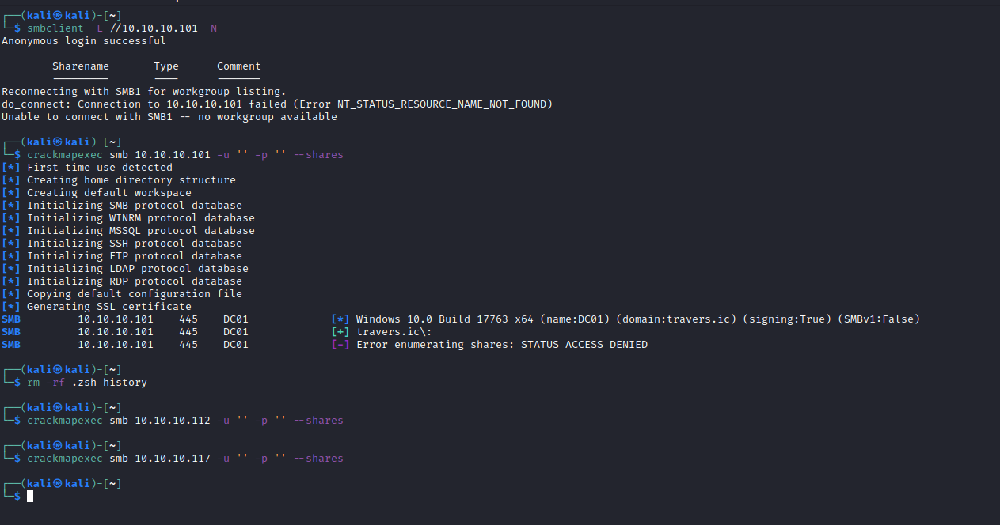 ┌──(kali㉿kali)-[~]
└─$ smbclient -L //10.10.10.101 -N
Anonymous login successful
Sharename Type Comment
--------- ---- -------
Reconnecting with SMB1 for workgroup listing.
do_connect: Connection to 10.10.10.101 failed (Error NT_STATUS_RESOURCE_NAME_NOT_FOUND)
Unable to connect with SMB1 -- no workgroup available
┌──(kali㉿kali)-[~]
└─$ crackmapexec smb 10.10.10.101 -u '' -p '' --shares
[*] First time use detected
[*] Creating home directory structure
[*] Creating default workspace
[*] Initializing SMB protocol database
[*] Initializing WINRM protocol database
[*] Initializing MSSQL protocol database
[*] Initializing SSH protocol database
[*] Initializing FTP protocol database
[*] Initializing LDAP protocol database
[*] Initializing RDP protocol database
[*] Copying default configuration file
[*] Generating SSL certificate
SMB 10.10.10.101 445 DC01 [*] Windows 10.0 Build 17763 x64 (name:DC01) (domain:travers.ic) (signing:True) (SMBv1:False)
SMB 10.10.10.101 445 DC01 [+] travers.ic\:
SMB 10.10.10.101 445 DC01 [-] Error enumerating shares: STATUS_ACCESS_DENIED
┌──(kali㉿kali)-[~]
└─$ rm -rf .zsh_history
┌──(kali㉿kali)-[~]
└─$ crackmapexec smb 10.10.10.112 -u '' -p '' --shares
┌──(kali㉿kali)-[~]
└─$ crackmapexec smb 10.10.10.117 -u '' -p '' --shares
┌──(kali㉿kali)-[~]
└─$